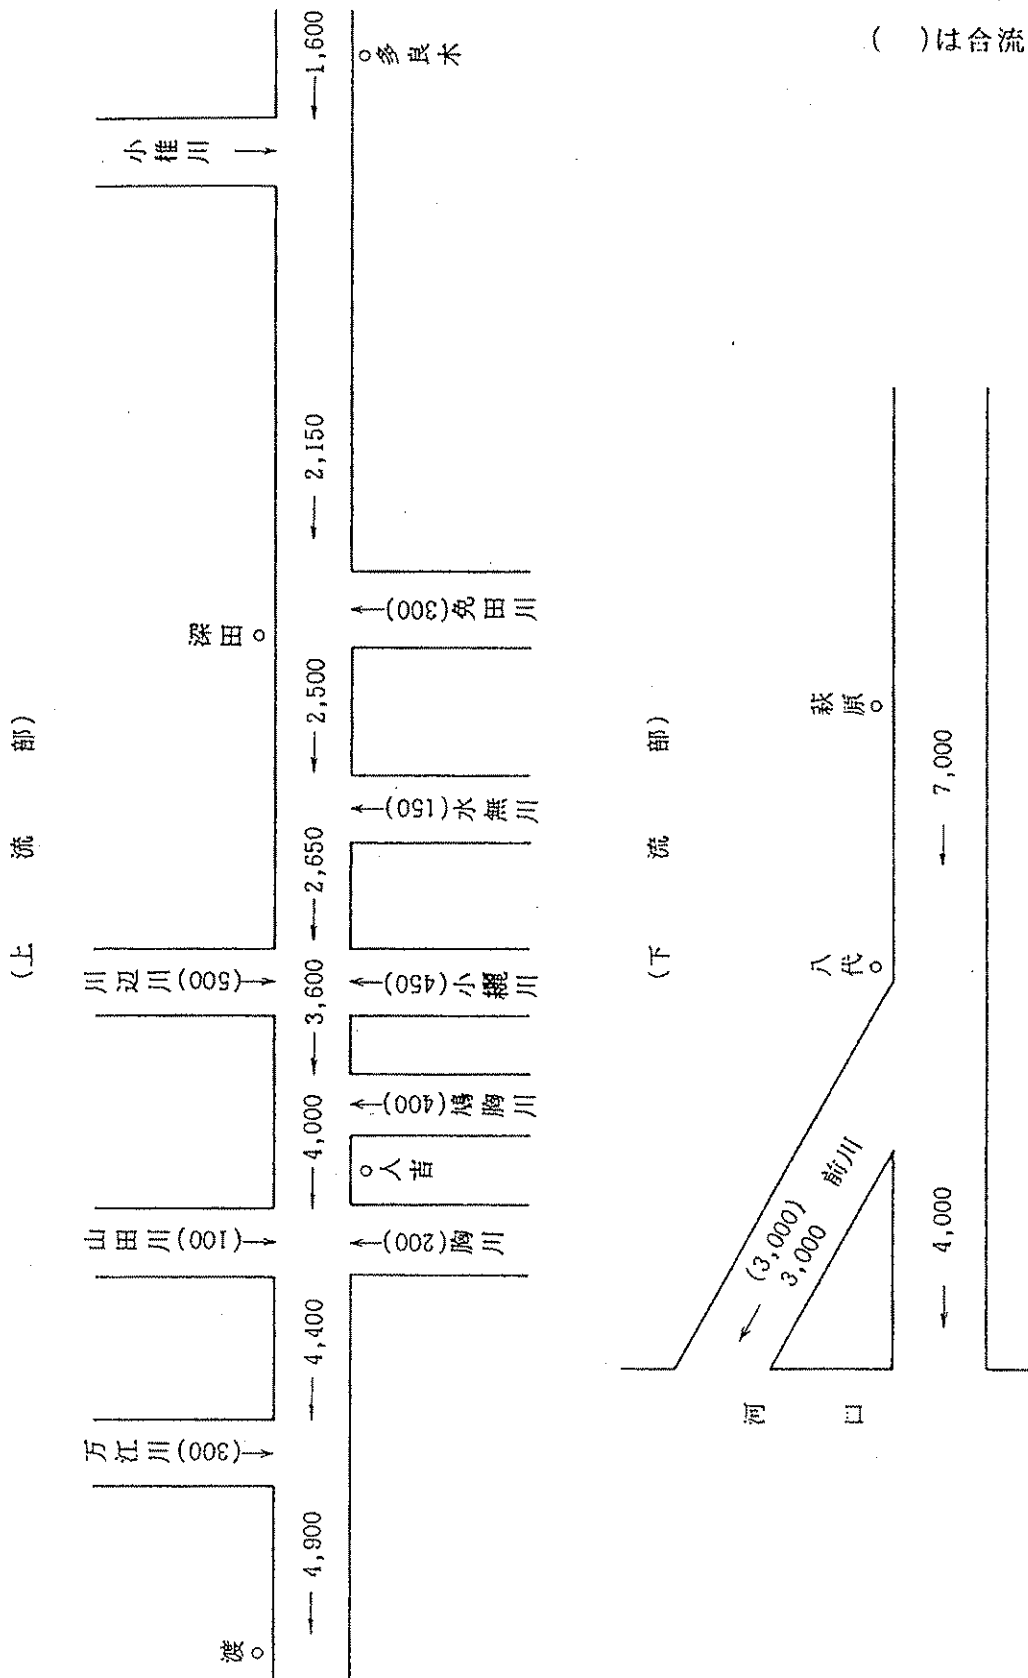 ( )は合流
(上流部)
←1,600
○多良木
小椎川→
←2,150
←(300)免田川
深田○
←2,500
←(150)水無川
←2,650
川辺川(500)→
←(450)小纚川
←3,600
←(400)鳩胸川
←4,000
○人吉
山田川(100)→
←(200)胸川
←4,400
万江川(300)→
←4,900
渡○
(下流部)
萩原○
←7,000
八代○
(3,000) 前川
←3,000
←4,000
河口